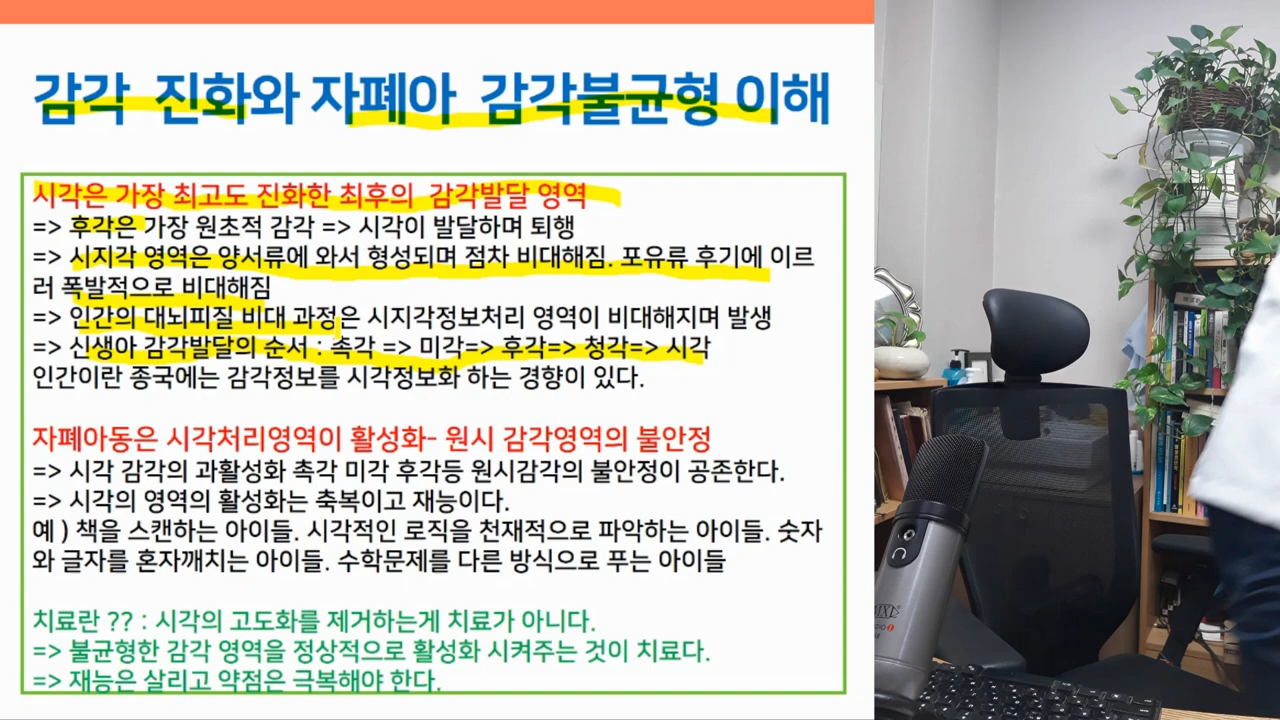 감각 진화와 자폐아 감각불균형 이해
시각은 가장 최고도 진화한 최후의 감각발달 영역
=> 후각은 가장 원초적 감각 => 시각이 발달하며 퇴행
=> 시지각 영역은 양서류에 와서 형성되며 점차 비대해짐. 포유류 후기에 이르
러 폭발적으로 비대해짐
=> 인간의 대뇌피질 비대 과정은 시지각정보처리 영역이 비대해지며 발생
=> 신생아 감각발달의 순서 : 촉각 => 미각=> 후각=> 청각=> 시각
인간이란 종국에는 감각정보를 시각정보화 하는 경향이 있다.
자폐아동은 시각처리영역이 활성화- 원시 감각영역의 불안정
=> 시각 감각의 과활성화 촉각 미각 후각등 원시감각의 불안정이 공존한다.
=> 시각의 영역의 활성화는 축복이고 재능이다.
예 ) 책을 스캔하는 아이들. 시각적인 로직을 천재적으로 파악하는 아이들. 숫자
와 글자를 혼자깨치는 아이들. 수학문제를 다른 방식으로 푸는 아이들
치료란 ?? : 시각의 고도화를 제거하는게 치료가 아니다.
=> 불균형한 감각 영역을 정상적으로 활성화 시켜주는 것이 치료다.
=> 재능은 살리고 약점은 극복해야 한다.
MXL